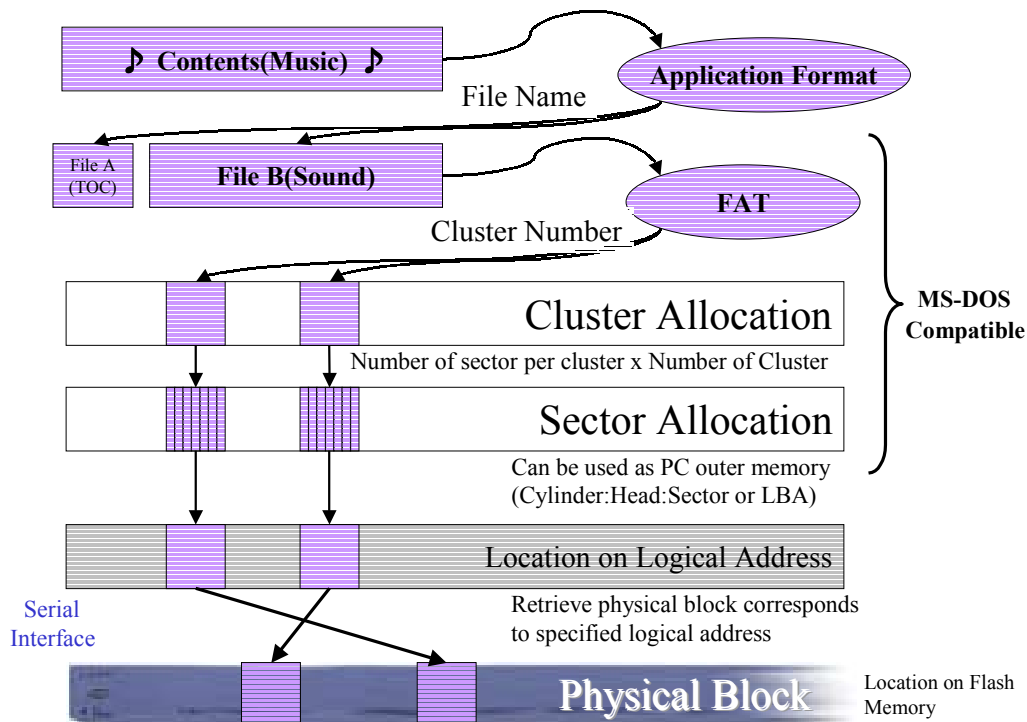 ♪ Contents(Music) ♪
Application Format
File Name
File A
(TOC)
File B(Sound)
FAT
Cluster Number
Cluster Allocation
MS-DOS
Compatible
Number of sector per cluster x Number of Cluster
Sector Allocation
Can be used as PC outer memory
(Cylinder:Head:Sector or LBA)
Location on Logical Address
Serial
Interface
Retrieve physical block corresponds
to specified logical address
Physical Block
Location on Flash
Memory